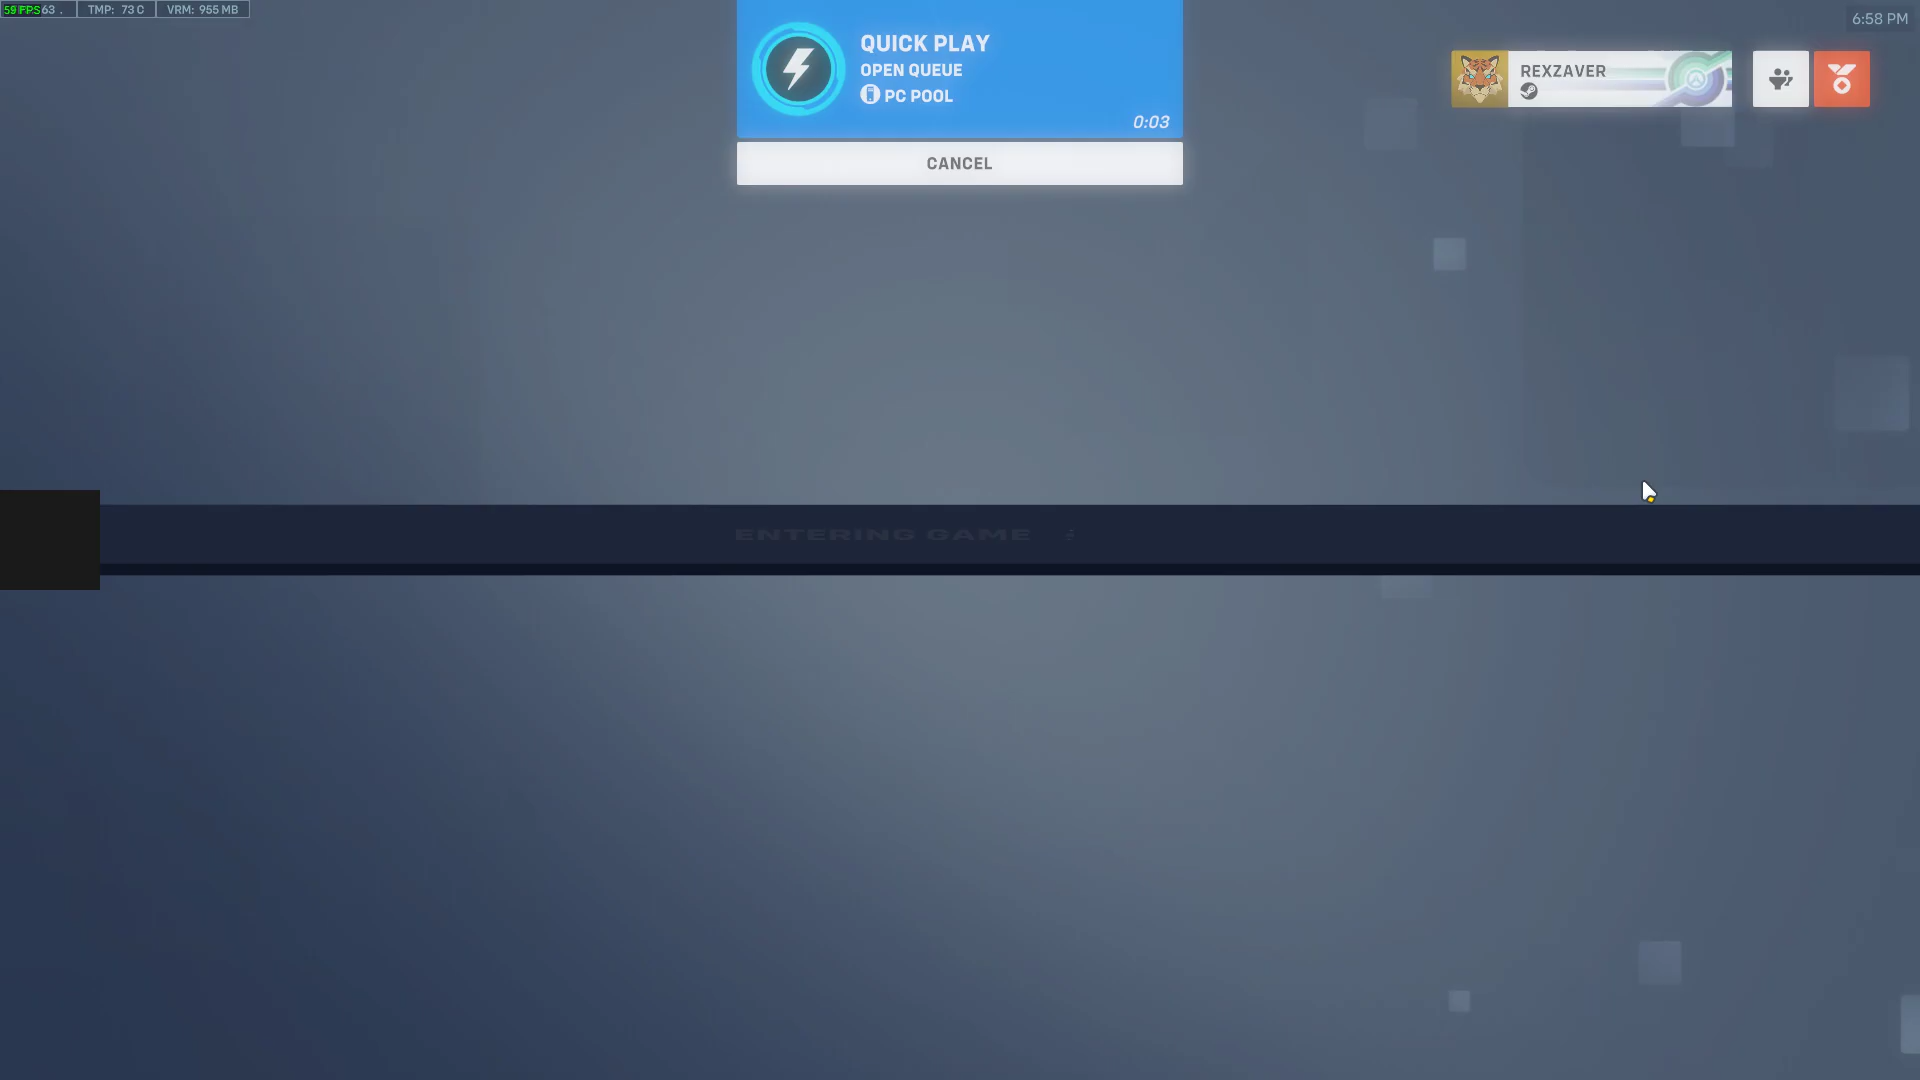 59 FPS 63 . TMP: 73 C VRM: 955 MB
6:58 PM
QUICK PLAY
OPEN QUEUE
PC POOL
0:03
CANCEL
REXZAVER
ENTERING GAME